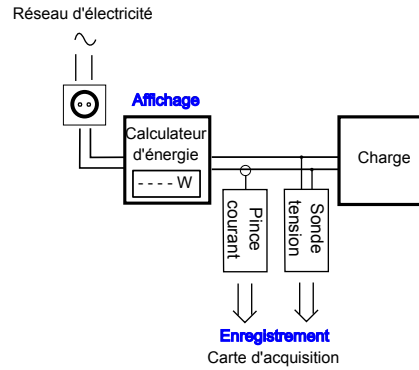 Réseau d'électricité
Affichage
Calculateur
d'énergie
- - - - W
Charge
Pince
courant
Sonde
tension
Enregistrement
Carte d'acquisition